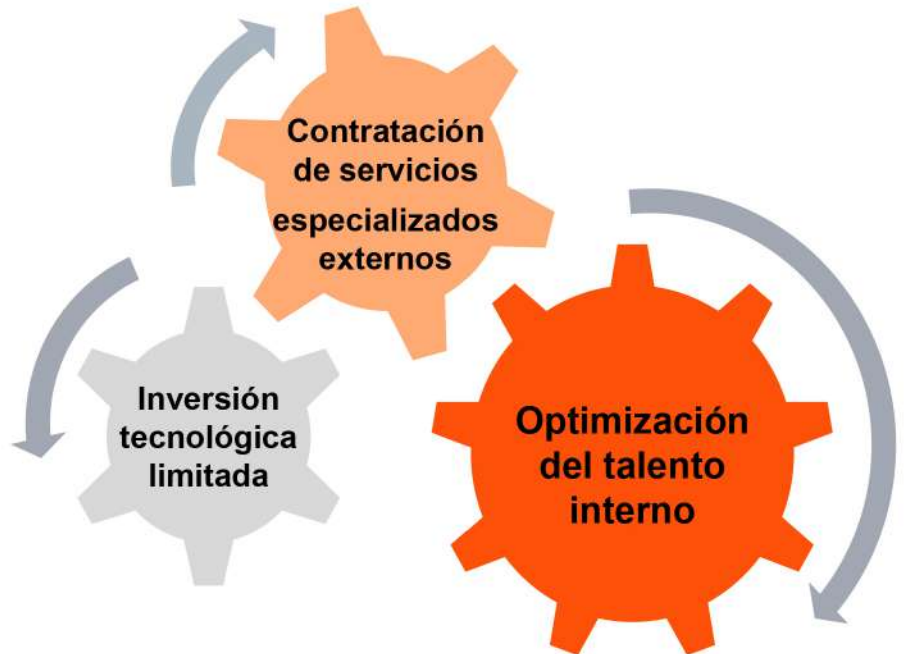 Contratación
de servicios
especializados
externos
Inversión
tecnológica
limitada
Optimización
del talento
interno